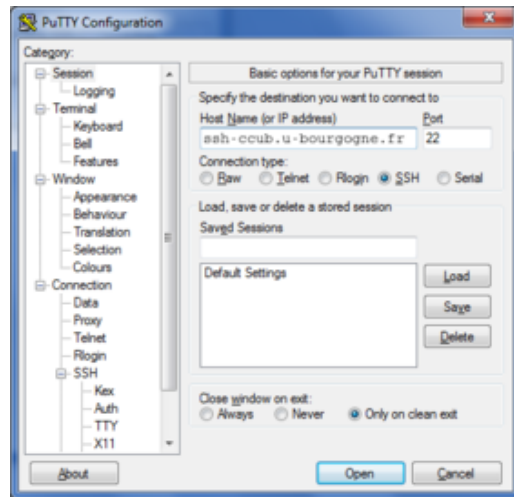 PuTTY Configuration
Category:
Session
Logging
Terminal
Keyboard
Bell
Features
Window
Appearance
Behaviour
Translation
Selection
Colours
Connection
Data
Proxy
Telnet
Rlogin
SSH
Kex
Auth
TTY
X11
Basic options for your PuTTY session
Specify the destination you want to connect to
Host Name (or IP address) Port
ssh-ccub.u-bourgogne.fr 22
Connection type:
Raw Telnet Rlogin SSH Serial
Load, save or delete a stored session
Saved Sessions
Default Settings
Load
Save
Delete
Close window on exit:
Always Never Only on clean exit
About Open Cancel